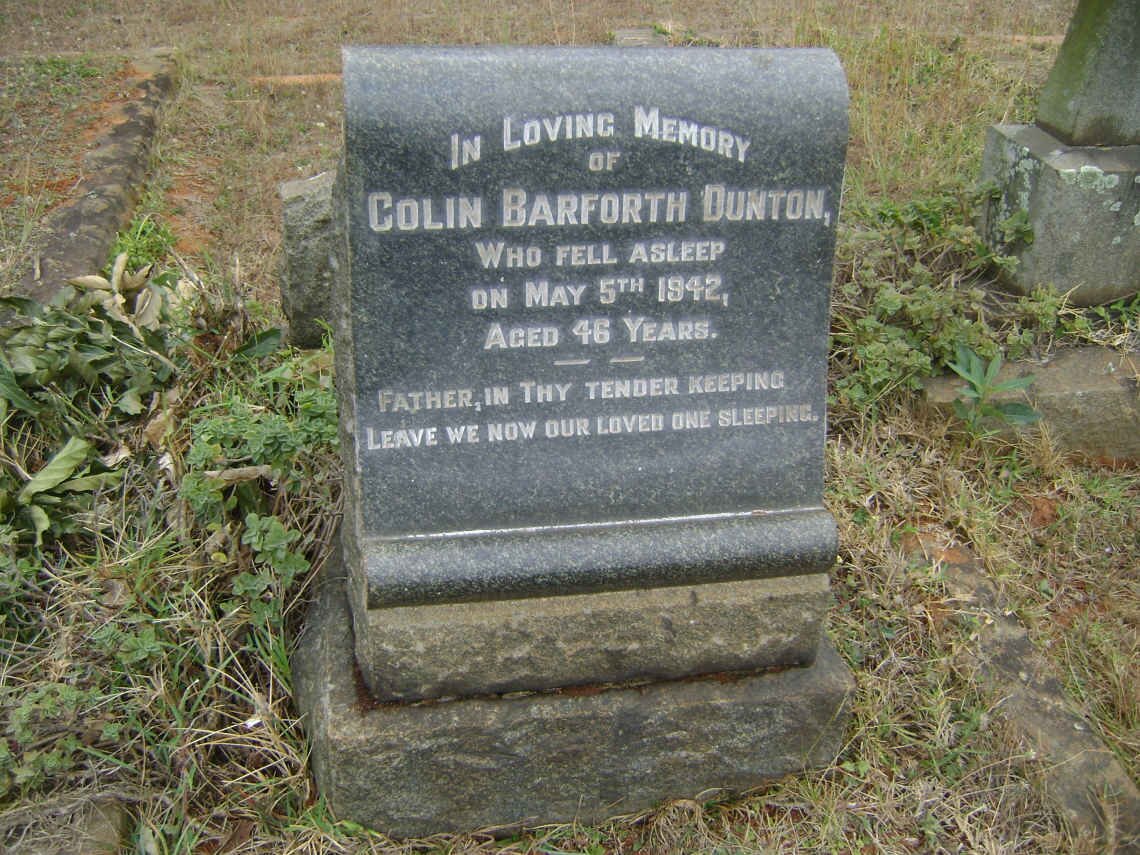 In Loving Memory
of
Colin Barforth Dunton,
Who fell asleep
on May 5th 1942,
Aged 46 Years.
Father, in Thy tender keeping
Leave we now our loved one sleeping.